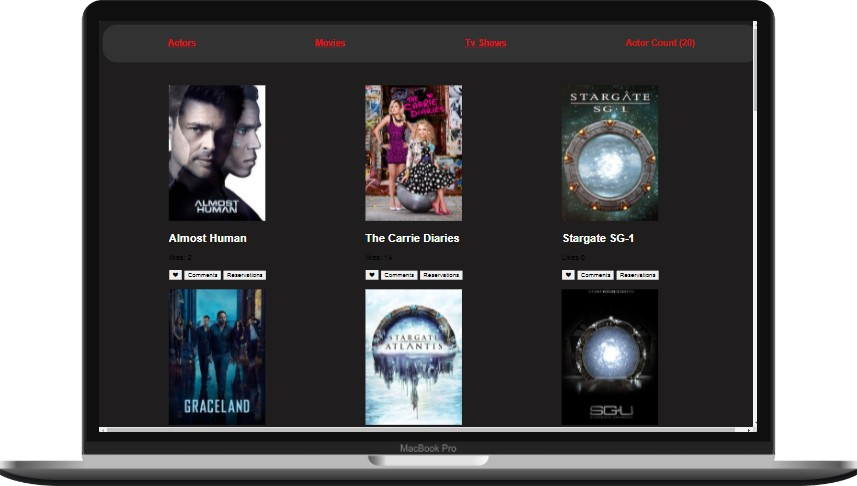 Actors Movies Tv Shows Actor Count (20)
ALMOST
HUMAN
THE
CARRIE
DIARIES
STARGATE
SG·1
Almost Human The Carrie Diaries Stargate SG-1
likes: 2 likes: 14 Likes 0
♥ Comments Reservations ♥ Comments Reservations ♥ Comments Reservations
GRACELAND
STARGATE
ATLANTIS
SGU
MacBook Pro